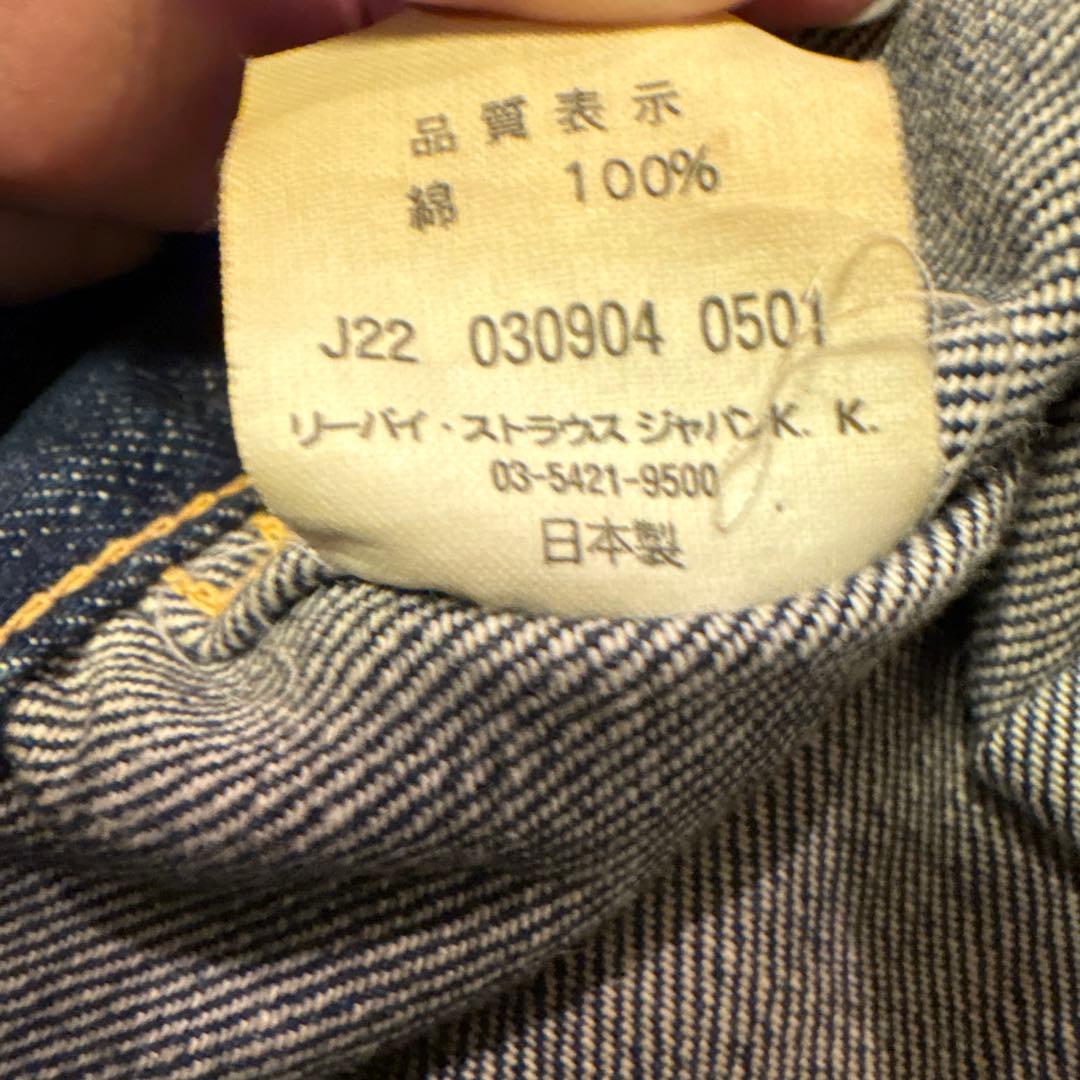 品質表示
綿 100%
J22 030904 0501
リーバイ・ストラウス ジャパンK. K.
03-5421-9500
日本製